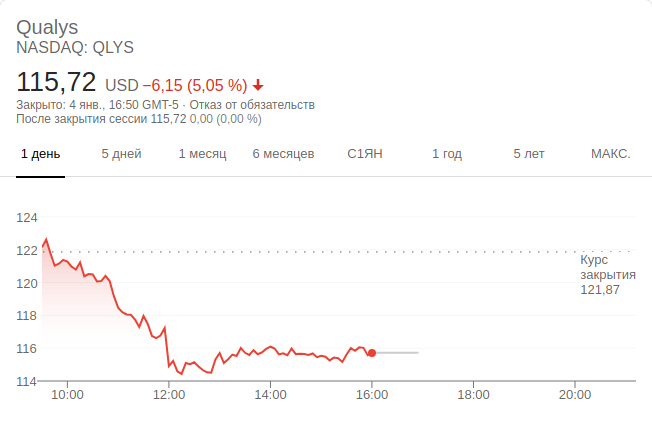 Qualys
NASDAQ: QLYS
115,72 USD −6,15 (5,05 %)
Закрыто: 4 янв., 16:50 GMT-5 · Отказ от обязательств
После закрытия сессии 115,72 0,00 (0,00 %)
1 день 5 дней 1 месяц 6 месяцев С1ЯН 1 год 5 лет МАКС.
124
122
Курс
закрытия
120
121,87
118
116
114
10:00 12:00 14:00 16:00 18:00 20:00